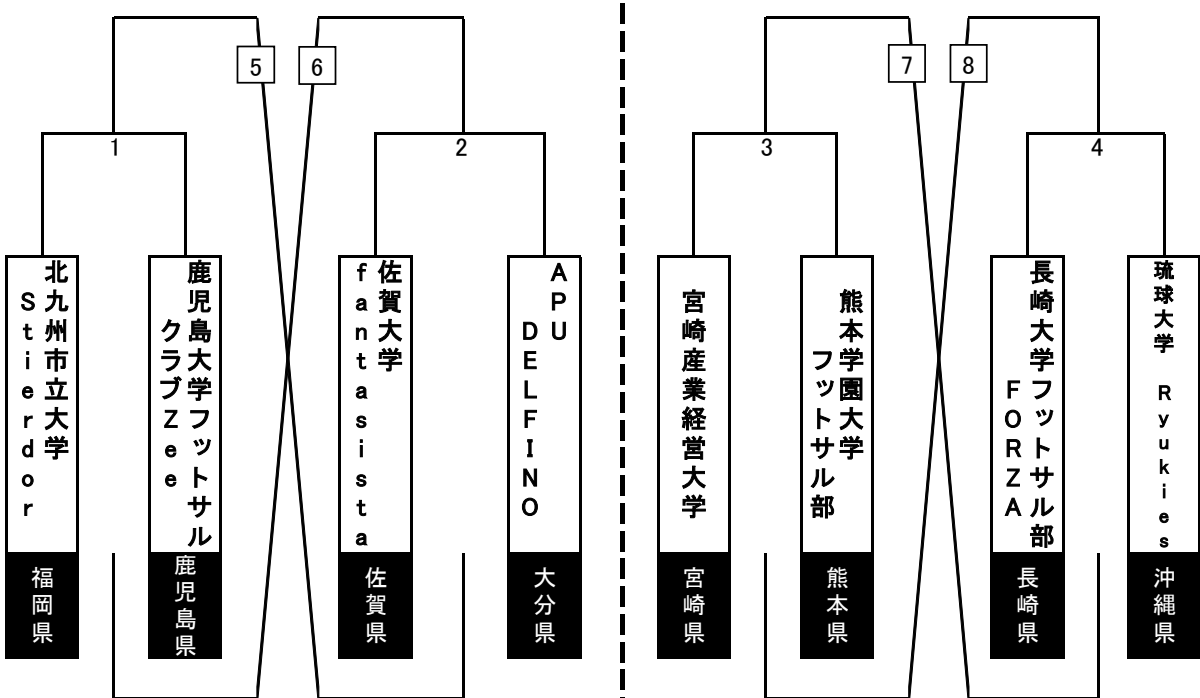 5
6
7
8
1
2
3
4
北九州市立大学
Stierdor
福岡県
鹿児島大学フットサル
クラブZee
鹿児島県
佐賀大学
fantasista
佐賀県
APU
DELFINO
大分県
宮崎産業経営大学
宮崎県
熊本学園大学
フットサル部
熊本県
長崎大学フットサル部
FORZA
長崎県
琉球大学 Ryukies
沖縄県